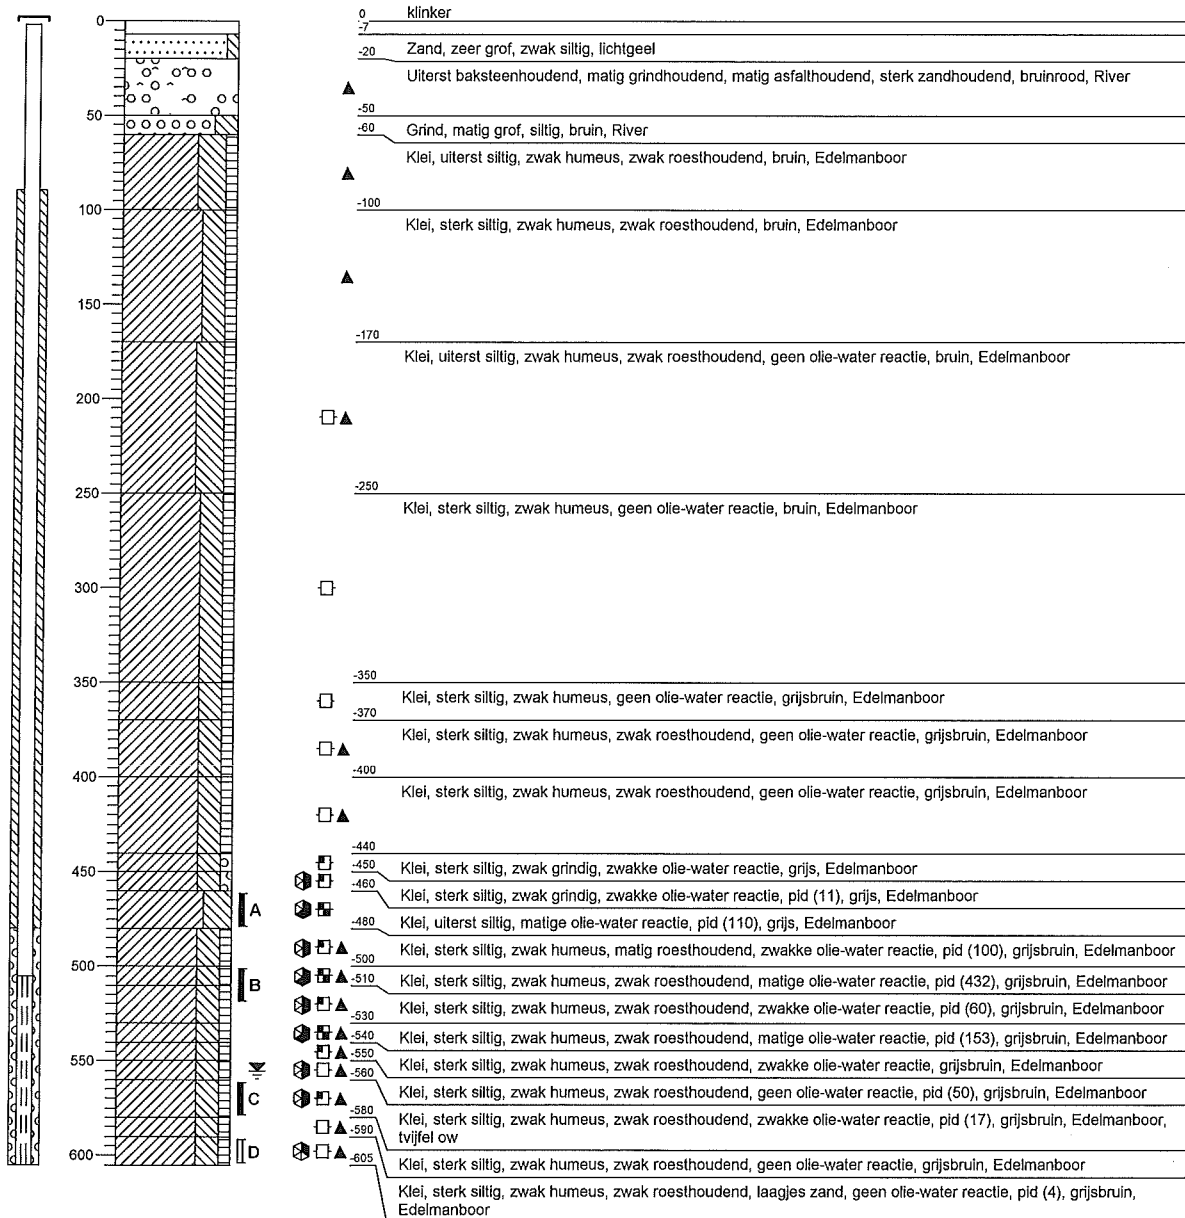 0
50
100
150
200
250
300
350
400
450
500
550
600
A
B
C
D
0 klinker
-7
-20 Zand, zeer grof, zwak siltig, lichtgeel
Uiterst baksteenhoudend, matig grindhoudend, matig asfalthoudend, sterk zandhoudend, bruinrood, River
-50
-60 Grind, matig grof, siltig, bruin, River
Klei, uiterst siltig, zwak humeus, zwak roesthoudend, bruin, Edelmanboor
-100
Klei, sterk siltig, zwak humeus, zwak roesthoudend, bruin, Edelmanboor
-170
Klei, uiterst siltig, zwak humeus, zwak roesthoudend, geen olie-water reactie, bruin, Edelmanboor
-250
Klei, sterk siltig, zwak humeus, geen olie-water reactie, bruin, Edelmanboor
-350
Klei, sterk siltig, zwak humeus, geen olie-water reactie, grijsbruin, Edelmanboor
-370
Klei, sterk siltig, zwak humeus, zwak roesthoudend, geen olie-water reactie, grijsbruin, Edelmanboor
-400
Klei, sterk siltig, zwak humeus, zwak roesthoudend, geen olie-water reactie, grijsbruin, Edelmanboor
-440
-450 Klei, sterk siltig, zwak grindig, zwakke olie-water reactie, grijs, Edelmanboor
-460 Klei, sterk siltig, zwak grindig, zwakke olie-water reactie, pid (11), grijs, Edelmanboor
-480 Klei, uiterst siltig, matige olie-water reactie, pid (110), grijs, Edelmanboor
Klei, sterk siltig, zwak humeus, matig roesthoudend, zwakke olie-water reactie, pid (100), grijsbruin, Edelmanboor
-500
-510 Klei, sterk siltig, zwak humeus, zwak roesthoudend, matige olie-water reactie, pid (432), grijsbruin, Edelmanboor
Klei, sterk siltig, zwak humeus, zwak roesthoudend, zwakke olie-water reactie, pid (60), grijsbruin, Edelmanboor
-530
-540 Klei, sterk siltig, zwak humeus, zwak roesthoudend, matige olie-water reactie, pid (153), grijsbruin, Edelmanboor
-550 Klei, sterk siltig, zwak humeus, zwak roesthoudend, zwakke olie-water reactie, grijsbruin, Edelmanboor
-560 Klei, sterk siltig, zwak humeus, zwak roesthoudend, geen olie-water reactie, pid (50), grijsbruin, Edelmanboor
-580 Klei, sterk siltig, zwak humeus, zwak roesthoudend, zwakke olie-water reactie, pid (17), grijsbruin, Edelmanboor,
-590 tvijfel ow
-605 Klei, sterk siltig, zwak humeus, zwak roesthoudend, geen olie-water reactie, grijsbruin, Edelmanboor
Klei, sterk siltig, zwak humeus, zwak roesthoudend, laagjes zand, geen olie-water reactie, pid (4), grijsbruin,
Edelmanboor